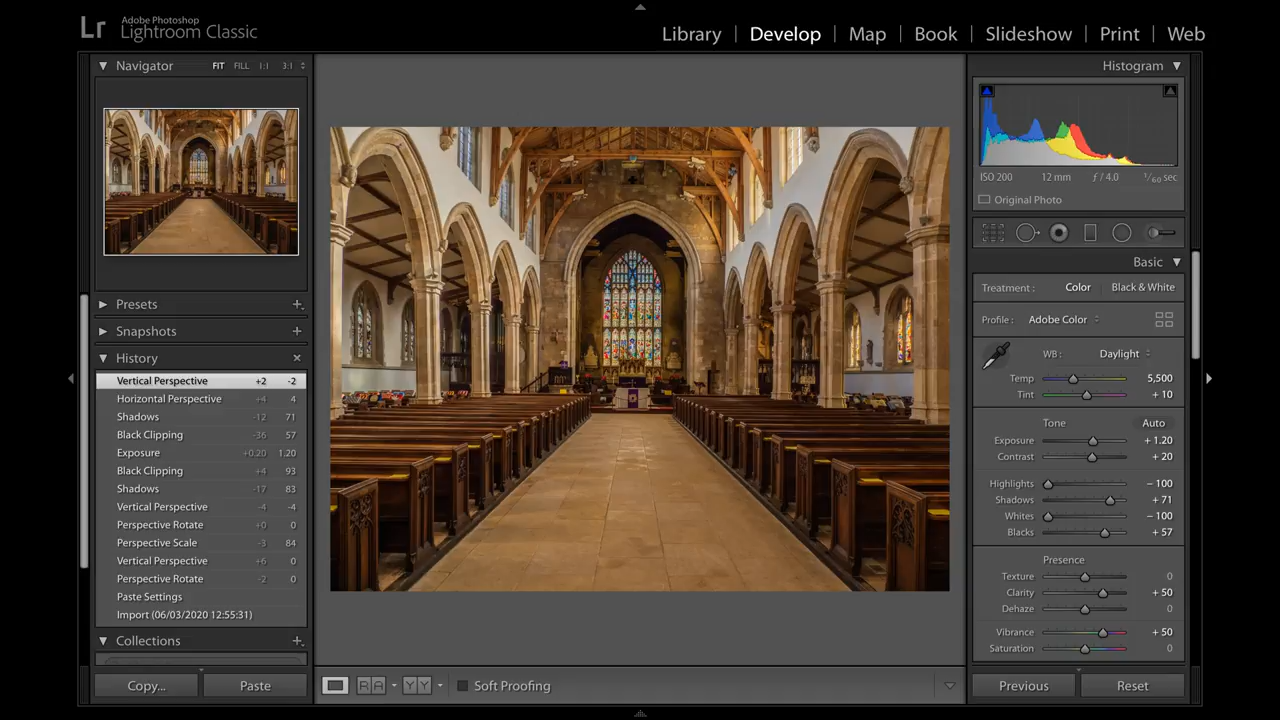 Lr Adobe Photoshop
Lightroom Classic
Library | Develop | Map | Book | Slideshow | Print | Web
Navigator FIT FILL 1:1 3:1
Presets
Snapshots
History
Vertical Perspective +2 -2
Horizontal Perspective +4 4
Shadows -12 71
Black Clipping -36 57
Exposure +0.20 1.20
Black Clipping +4 93
Shadows -17 83
Vertical Perspective -4 -4
Perspective Rotate +0 0
Perspective Scale -3 84
Vertical Perspective +6 0
Perspective Rotate -2 0
Paste Settings
Import (06/03/2020 12:55:31)
Collections
Copy... Paste
RA YY Soft Proofing
Histogram
ISO 200 12 mm ƒ / 4.0 1/60 sec
Original Photo
Basic
Treatment : Color Black & White
Profile : Adobe Color
WB : Daylight
Temp 5,500
Tint + 10
Tone Auto
Exposure + 1.20
Contrast + 20
Highlights − 100
Shadows + 71
Whites − 100
Blacks + 57
Presence
Texture 0
Clarity + 50
Dehaze 0
Vibrance + 50
Saturation 0
Previous Reset